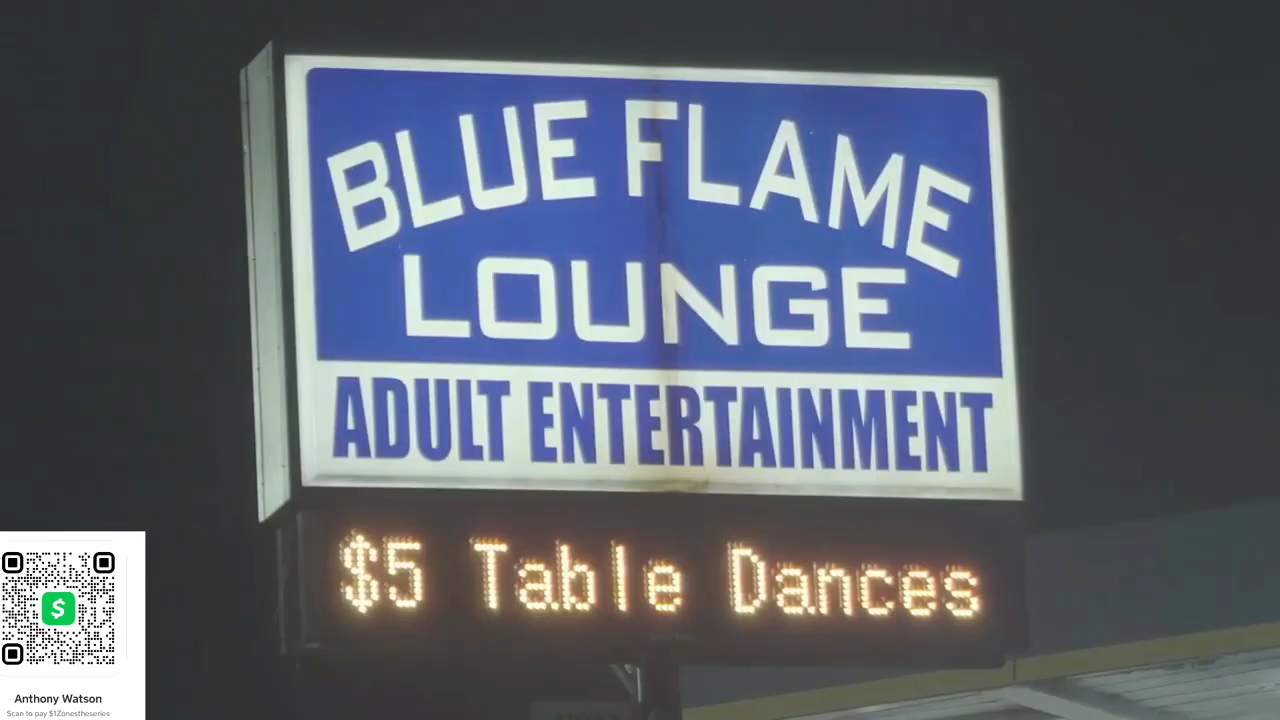 BLUE FLAME
LOUNGE
ADULT ENTERTAINMENT
$5 Table Dances
$
Anthony Watson
Scan to pay $1Zonestheseries